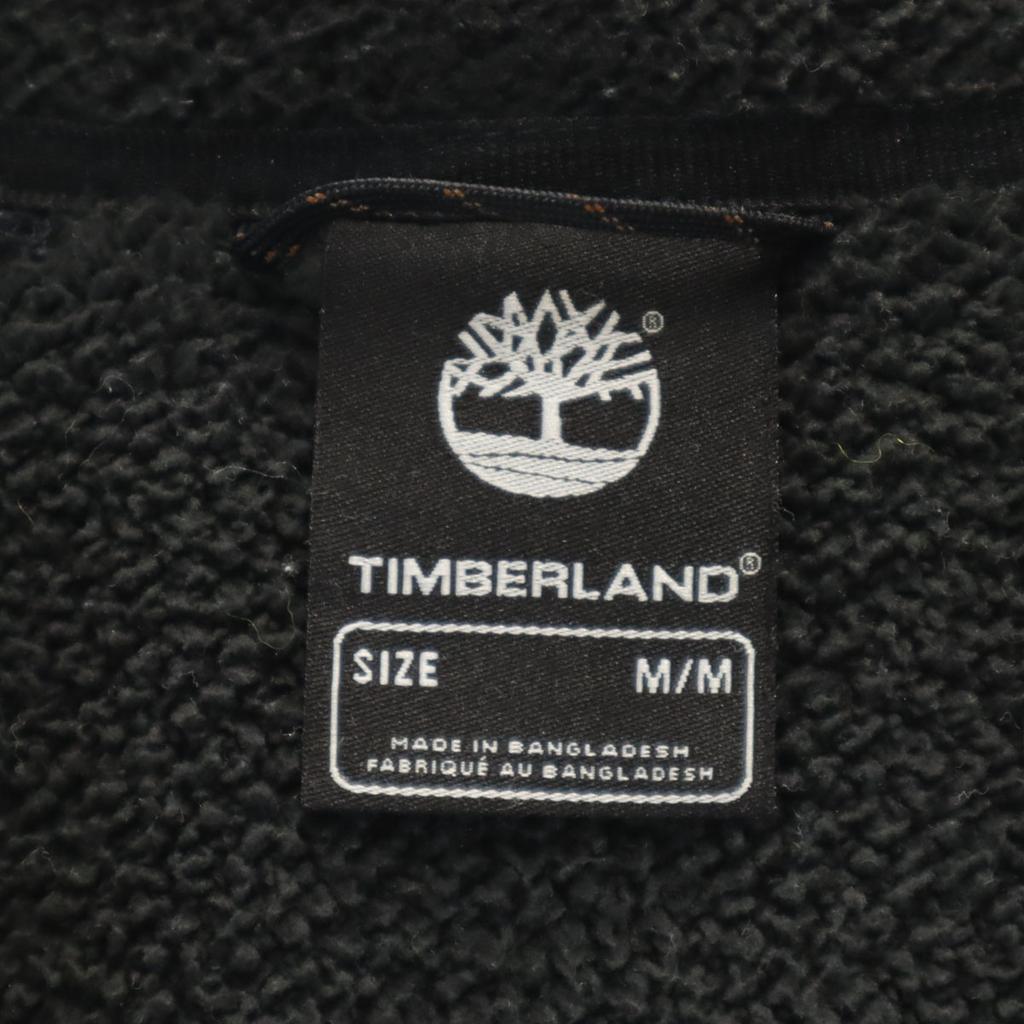 ®
TIMBERLAND®
SIZE M/M
MADE IN BANGLADESH
FABRIQUÉ AU BANGLADESH